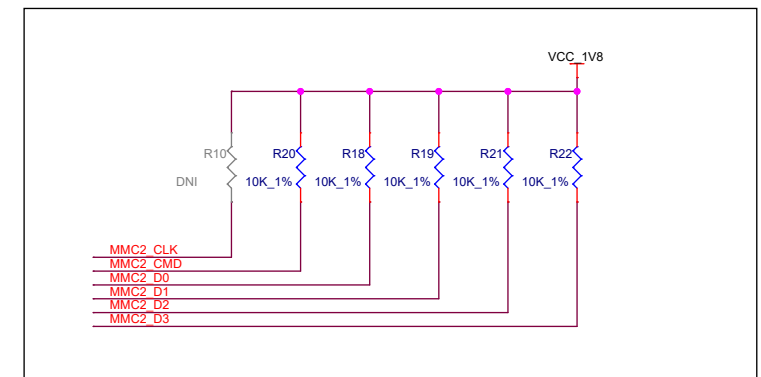 VCC_1V8
R10 R20 R18 R19 R21 R22
DNI 10K_1% 10K_1% 10K_1% 10K_1% 10K_1%
MMC2_CLK
MMC2_CMD
MMC2_D0
MMC2_D1
MMC2_D2
MMC2_D3